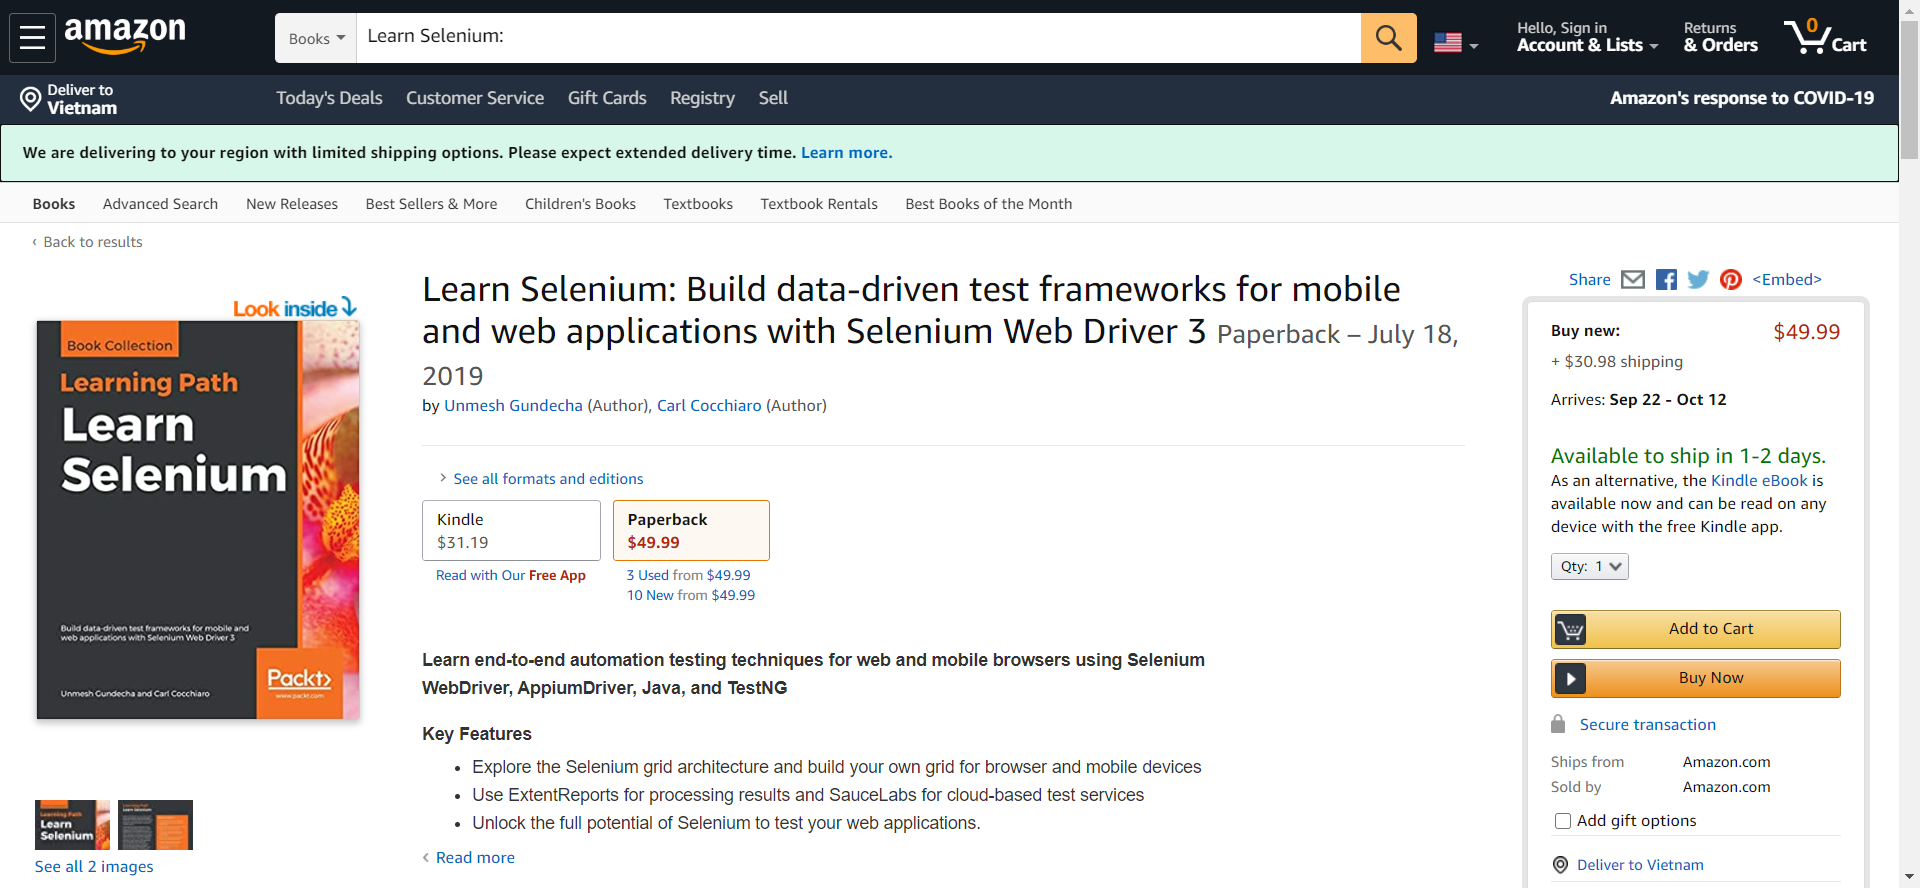 amazon
Books
Learn Selenium:
Hello, Sign in
Account & Lists
Returns
& Orders
0
Cart
Deliver to
Vietnam
Today's Deals
Customer Service
Gift Cards
Registry
Sell
Amazon's response to COVID-19
We are delivering to your region with limited shipping options. Please expect extended delivery time. Learn more.
Books
Advanced Search
New Releases
Best Sellers & More
Children's Books
Textbooks
Textbook Rentals
Best Books of the Month
‹ Back to results
Look inside
Book Collection
Learning Path
Learn
Selenium
Build data-driven test frameworks for mobile and
web applications with Selenium Web Driver 3
Packt>
www.packt.com
Unmesh Gundecha and Carl Cocchiaro
Learning Path
Learn
Selenium
See all 2 images
Learn Selenium: Build data-driven test frameworks for mobile
and web applications with Selenium Web Driver 3 Paperback – July 18,
2019
by Unmesh Gundecha (Author), Carl Cocchiaro (Author)
› See all formats and editions
Kindle
$31.19
Read with Our Free App
Paperback
$49.99
3 Used from $49.99
10 New from $49.99
Learn end-to-end automation testing techniques for web and mobile browsers using Selenium
WebDriver, AppiumDriver, Java, and TestNG
Key Features
• Explore the Selenium grid architecture and build your own grid for browser and mobile devices
• Use ExtentReports for processing results and SauceLabs for cloud-based test services
• Unlock the full potential of Selenium to test your web applications.
‹ Read more
Share
<Embed>
Buy new:
$49.99
+ $30.98 shipping
Arrives: Sep 22 - Oct 12
Available to ship in 1-2 days.
As an alternative, the Kindle eBook is
available now and can be read on any
device with the free Kindle app.
Qty: 1
Add to Cart
Buy Now
Secure transaction
Ships from Amazon.com
Sold by Amazon.com
Add gift options
Deliver to Vietnam